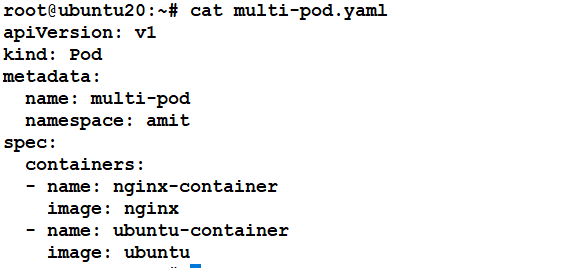 root@ubuntu20:~# cat multi-pod.yaml
apiVersion: v1
kind: Pod
metadata:
  name: multi-pod
  namespace: amit
spec:
  containers:
  - name: nginx-container
    image: nginx
  - name: ubuntu-container
    image: ubuntu